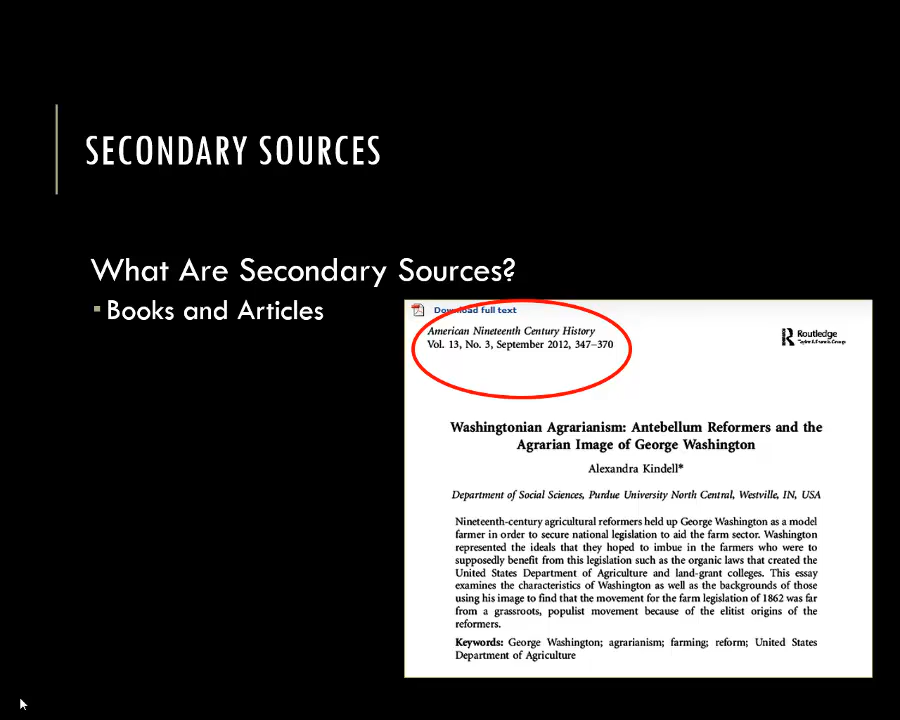 SECONDARY SOURCES
What Are Secondary Sources?
Books and Articles
Download full text
American Nineteenth Century History
Vol. 13, No. 3, September 2012, 347–370
Routledge
Taylor & Francis Group
Washingtonian Agrarianism: Antebellum Reformers and the
Agrarian Image of George Washington
Alexandra Kindell*
Department of Social Sciences, Purdue University North Central, Westville, IN, USA
Nineteenth-century agricultural reformers held up George Washington as a model
farmer in order to secure national legislation to aid the farm sector. Washington
represented the ideals that they hoped to imbue in the farmers who were to
supposedly benefit from this legislation such as the organic laws that created the
United States Department of Agriculture and land-grant colleges. This essay
examines the characteristics of Washington as well as the backgrounds of those
using his image to find that the movement for the farm legislation of 1862 was far
from a grassroots, populist movement because of the elitist origins of the
reformers.
Keywords: George Washington; agrarianism; farming; reform; United States
Department of Agriculture